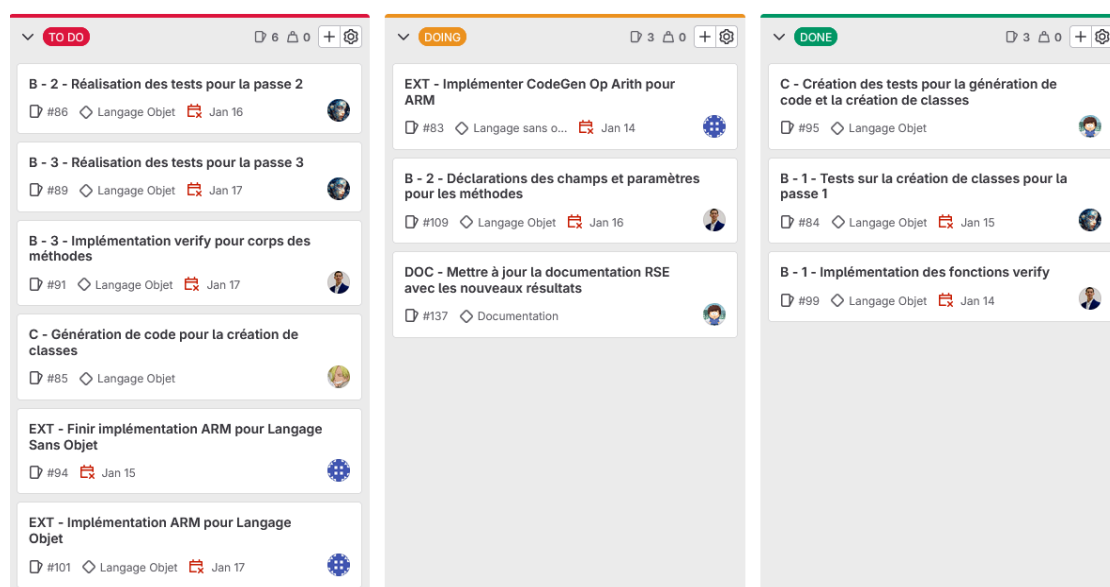 TO DO
6 0
B - 2 - Réalisation des tests pour la passe 2
#86 Langage Objet Jan 16
B - 3 - Réalisation des tests pour la passe 3
#89 Langage Objet Jan 17
B - 3 - Implémentation verify pour corps des
méthodes
#91 Langage Objet Jan 17
C - Génération de code pour la création de
classes
#85 Langage Objet
EXT - Finir implémentation ARM pour Langage
Sans Objet
#94 Jan 15
EXT - Implémentation ARM pour Langage
Objet
#101 Langage Objet Jan 17
DOING
3 0
EXT - Implémenter CodeGen Op Arith pour
ARM
#83 Langage sans o... Jan 14
B - 2 - Déclarations des champs et paramètres
pour les méthodes
#109 Langage Objet Jan 16
DOC - Mettre à jour la documentation RSE
avec les nouveaux résultats
#137 Documentation
DONE
3 0
C - Création des tests pour la génération de
code et la création de classes
#95 Langage Objet
B - 1 - Tests sur la création de classes pour la
passe 1
#84 Langage Objet Jan 15
B - 1 - Implémentation des fonctions verify
#99 Langage Objet Jan 14